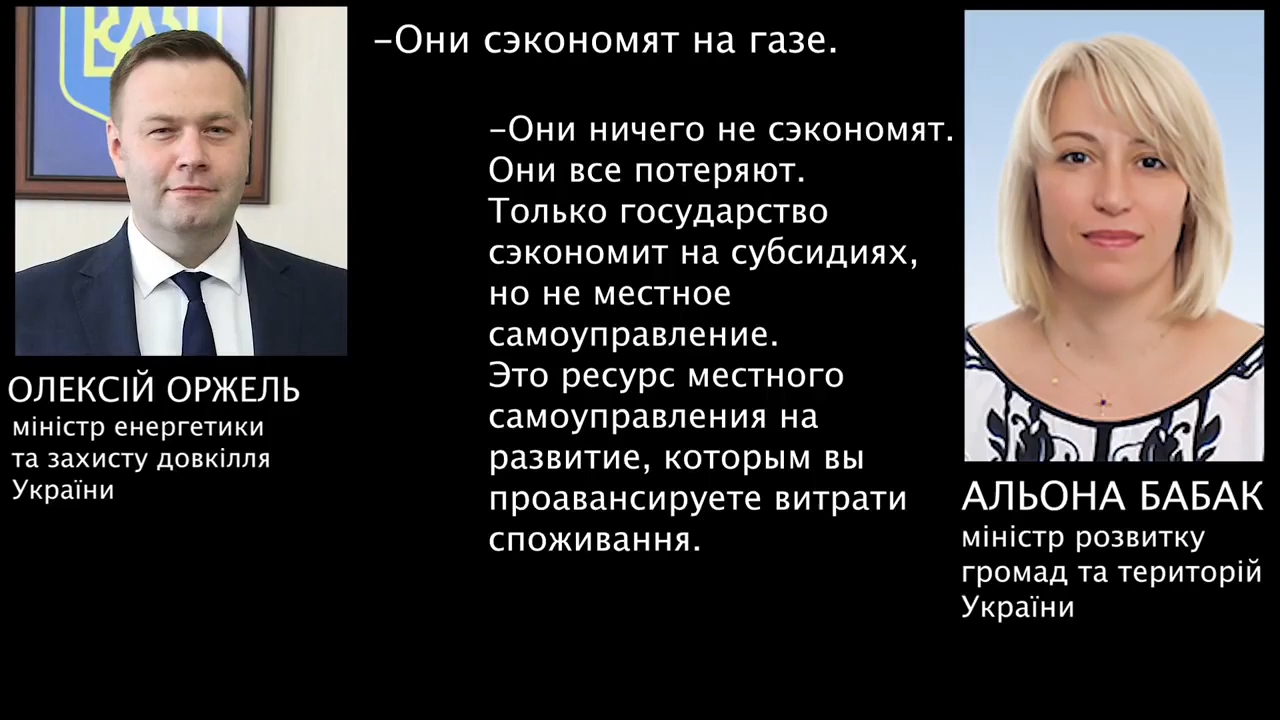 -Они сэкономят на газе.
-Они ничего не сэкономят.
Они все потеряют.
Только государство
сэкономит на субсидиях,
но не местное
самоуправление.
Это ресурс местного
самоуправления на
развитие, которым вы
проавансируете витрати
споживання.
ОЛЕКСІЙ ОРЖЕЛЬ
міністр енергетики
та захисту довкілля
України
АЛЬОНА БАБАК
міністр розвитку
громад та територій
України